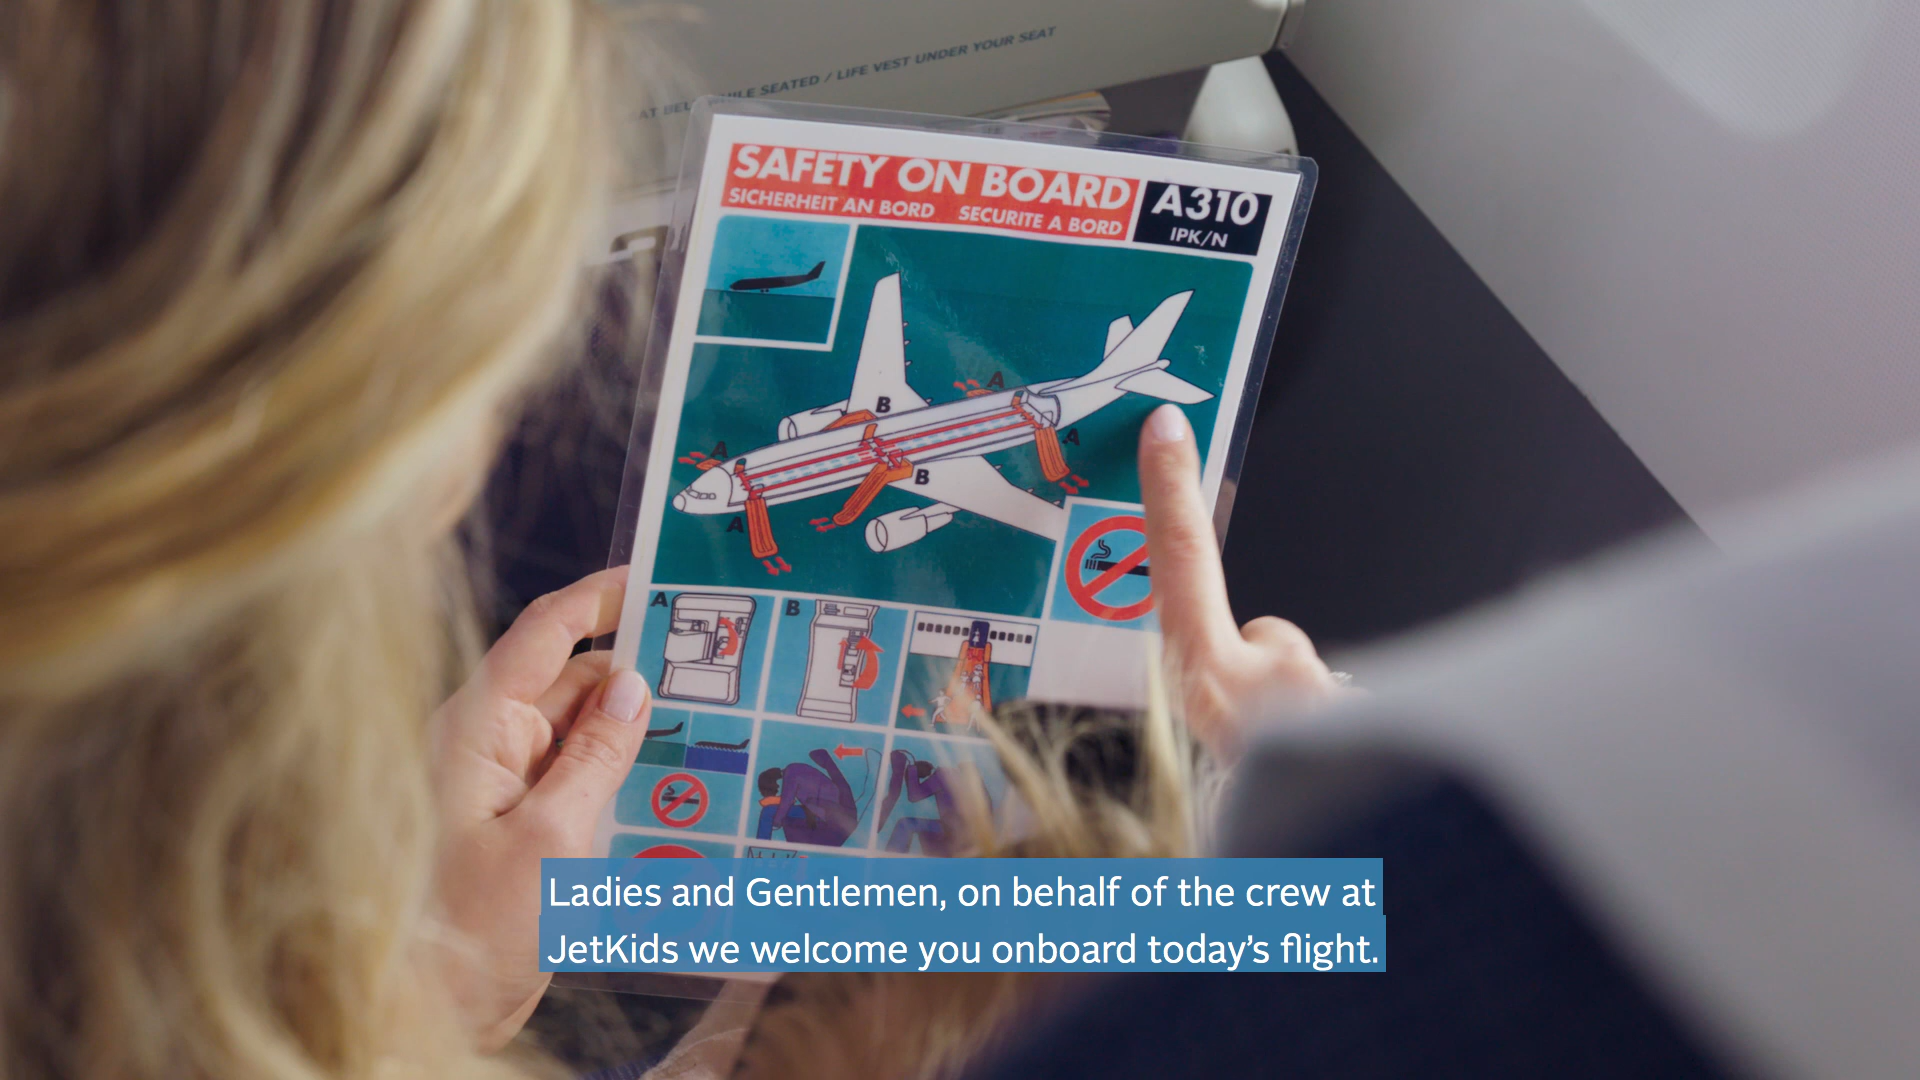 WHILE SEATED / LIFE VEST UNDER YOUR SEAT
SAFETY ON BOARD
SICHERHEIT AN BORD SECURITE A BORD
A310
IPK/N
A
B
A
A
B
A
A
B
Ladies and Gentlemen, on behalf of the crew at
JetKids we welcome you onboard today's flight.